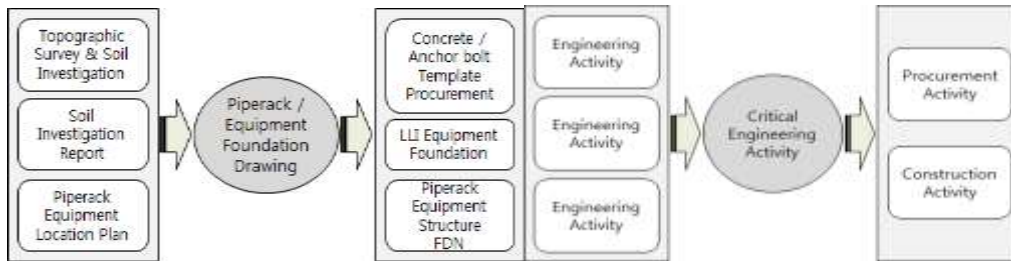 Topographic
Survey & Soil
Investigation
Soil
Investigation
Report
Piperack
Equipment
Location Plan
Piperack /
Equipment
Foundation
Drawing
Concrete /
Anchor bolt
Template
Procurement
LLI Equipment
Foundation
Piperack
Equipment
Structure
FDN
Engineering
Activity
Engineering
Activity
Engineering
Activity
Critical
Engineering
Activity
Procurement
Activity
Construction
Activity